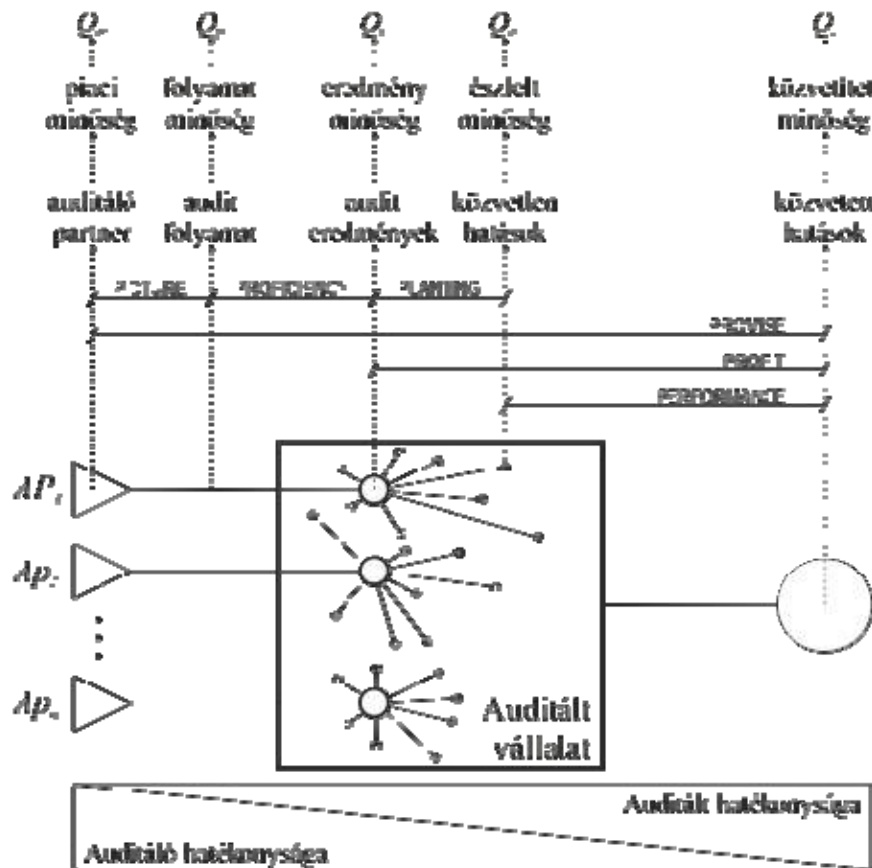 piaci folyamat eredmény észlelt közvetített
minőség minőség minőség minőség minőség
auditáló audit audit közvetlen
partner folyamat eredmények hatások hatások
PROFICIENCY
PROMISE
PROFIT
PERFORMANCE
AP
Ap
Ap
Auditált
vállalat
Auditált hatékonysága
Auditáló hatékonysága